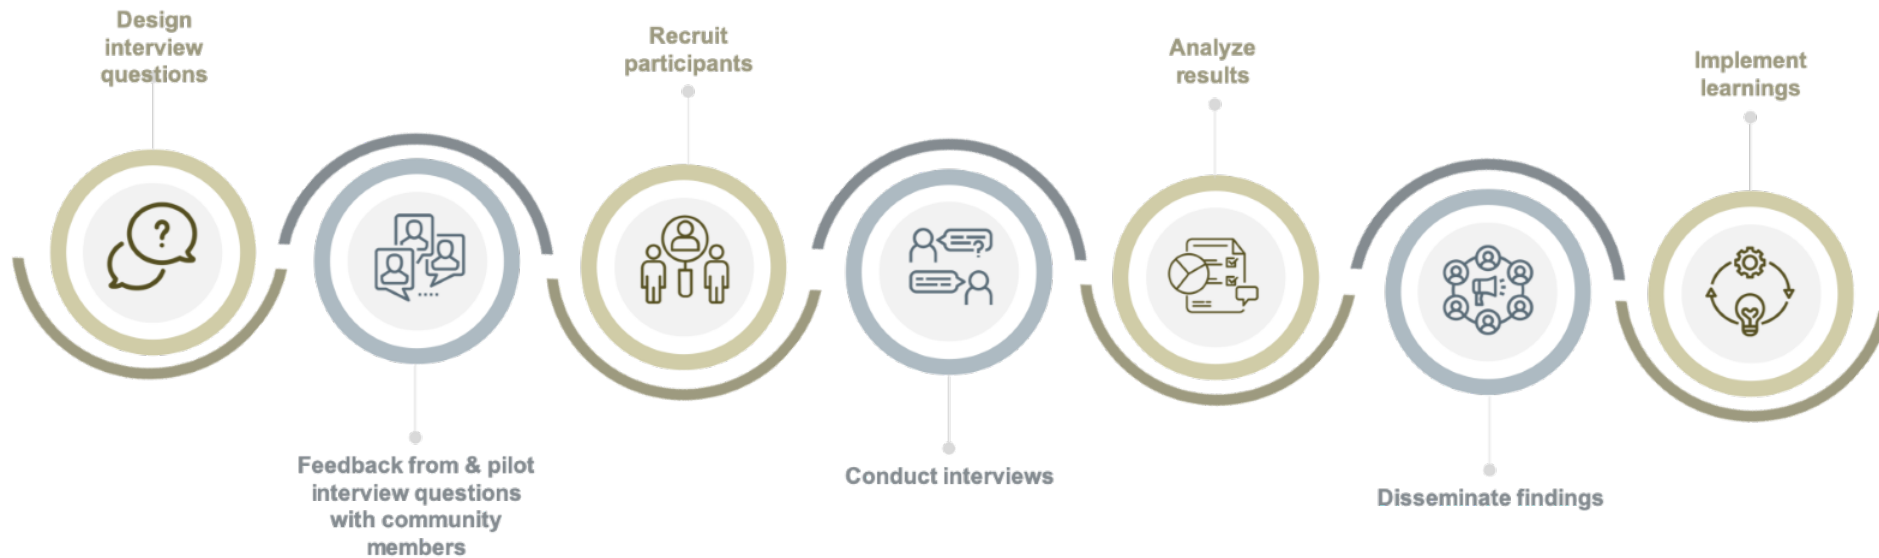 Design
interview
questions
Feedback from & pilot
interview questions
with community
members
Recruit
participants
?
Conduct interviews
?
Analyze
results
Disseminate findings
Implement
learnings